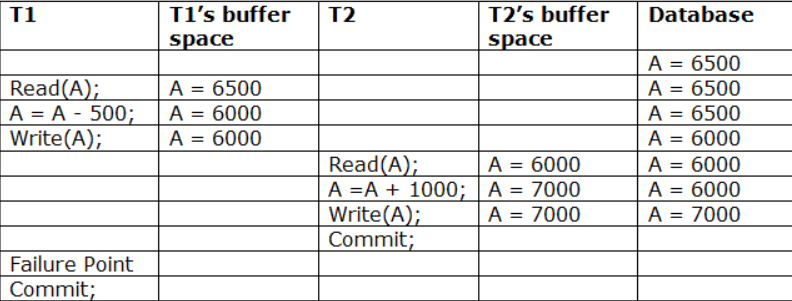 T1 T1's buffer space T2 T2's buffer space Database
A = 6500
Read(A); A = 6500 A = 6500
A = A - 500; A = 6000 A = 6500
Write(A); A = 6000 A = 6000
Read(A); A = 6000 A = 6000
A =A + 1000; A = 7000 A = 6000
Write(A); A = 7000 A = 7000
Commit;
Failure Point
Commit;